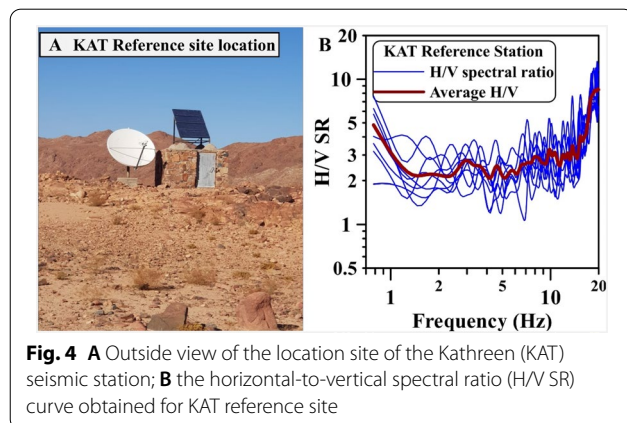 A KAT Reference site location
B
KAT Reference Station
H/V spectral ratio
Average H/V
H/V SR
20
10
5
3
2
1
0.5
1
2
3
5
10
20
Frequency (Hz)
Fig. 4 A Outside view of the location site of the Kathreen (KAT)
seismic station; B the horizontal-to-vertical spectral ratio (H/V SR)
curve obtained for KAT reference site